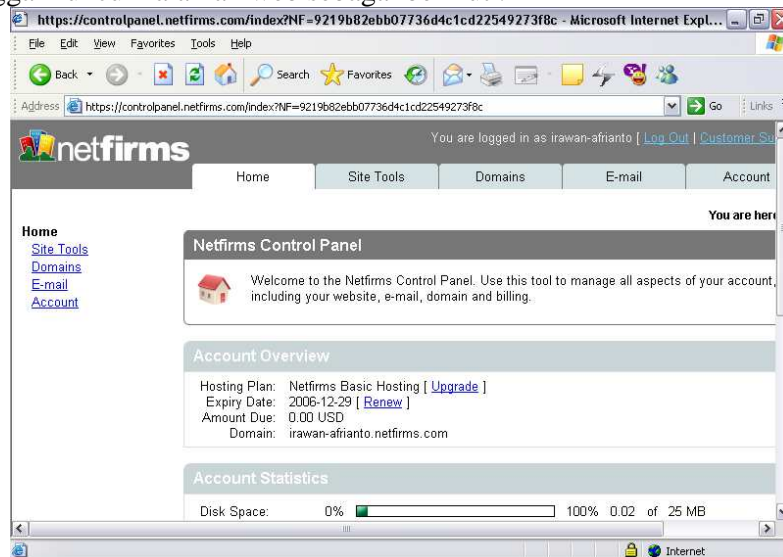 https://controlpanel.netfirms.com/index?NF=9219b82ebb07736d4c1cd22549273f8c - Microsoft Internet Expl...
File Edit View Favorites Tools Help
Back Search Favorites
Address https://controlpanel.netfirms.com/index?NF=9219b82ebb07736d4c1cd22549273f8c Go Links
netfirms
You are logged in as irawan-afrianto [ Log Out | Customer Su
Home Site Tools Domains E-mail Account
You are here
Home
Site Tools
Domains
E-mail
Account
Netfirms Control Panel
Welcome to the Netfirms Control Panel. Use this tool to manage all aspects of your account,
including your website, e-mail, domain and billing.
Account Overview
Hosting Plan: Netfirms Basic Hosting [ Upgrade ]
Expiry Date: 2006-12-29 [ Renew ]
Amount Due: 0.00 USD
Domain: irawan-afrianto.netfirms.com
Account Statistics
Disk Space: 0% 100% 0.02 of 25 MB
Internet